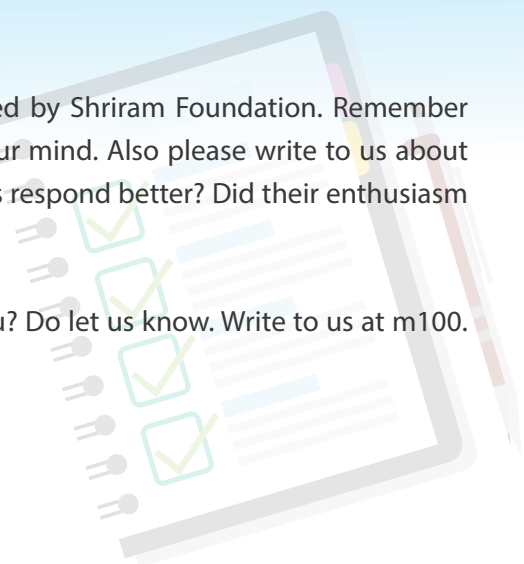 ed by Shriram Foundation. Remember
ur mind. Also please write to us about
s respond better? Did their enthusiasm
u? Do let us know. Write to us at m100.